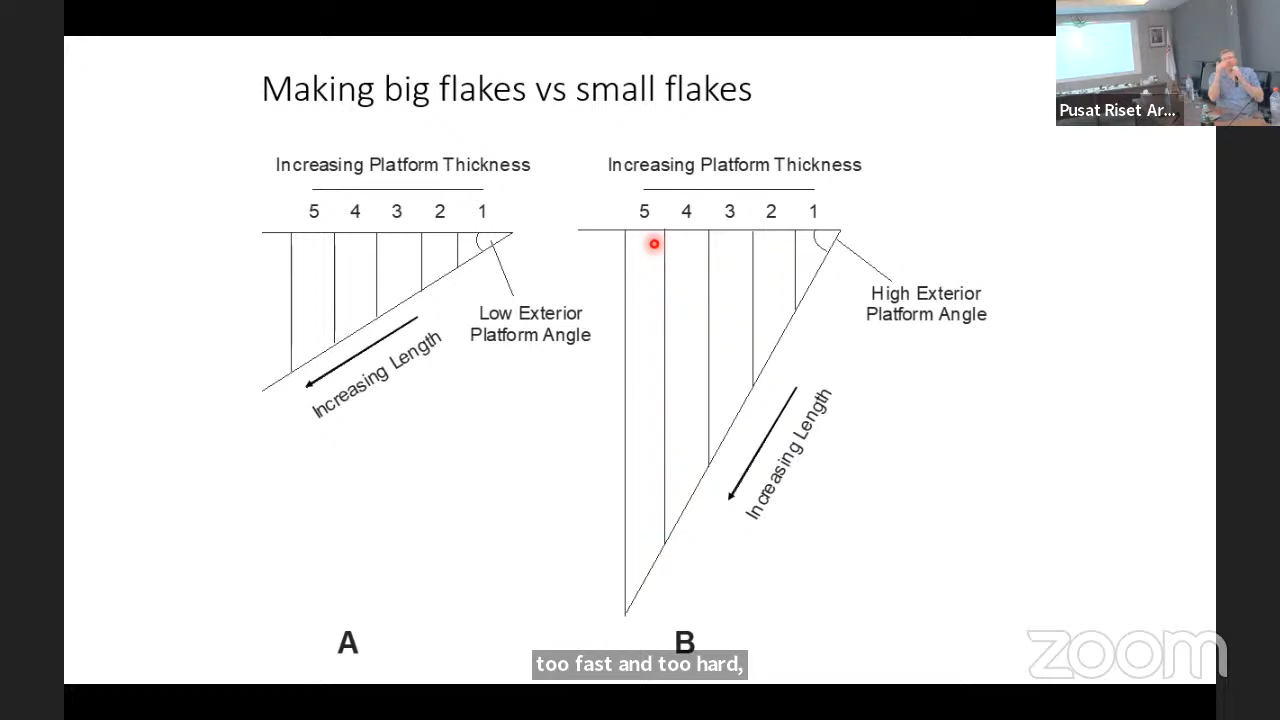 Making big flakes vs small flakes
Pusat Riset Ar...
Increasing Platform Thickness
5 4 3 2 1
Low Exterior
Platform Angle
Increasing Length
A
Increasing Platform Thickness
5 4 3 2 1
High Exterior
Platform Angle
Increasing Length
B
too fast and too hard,
zoom